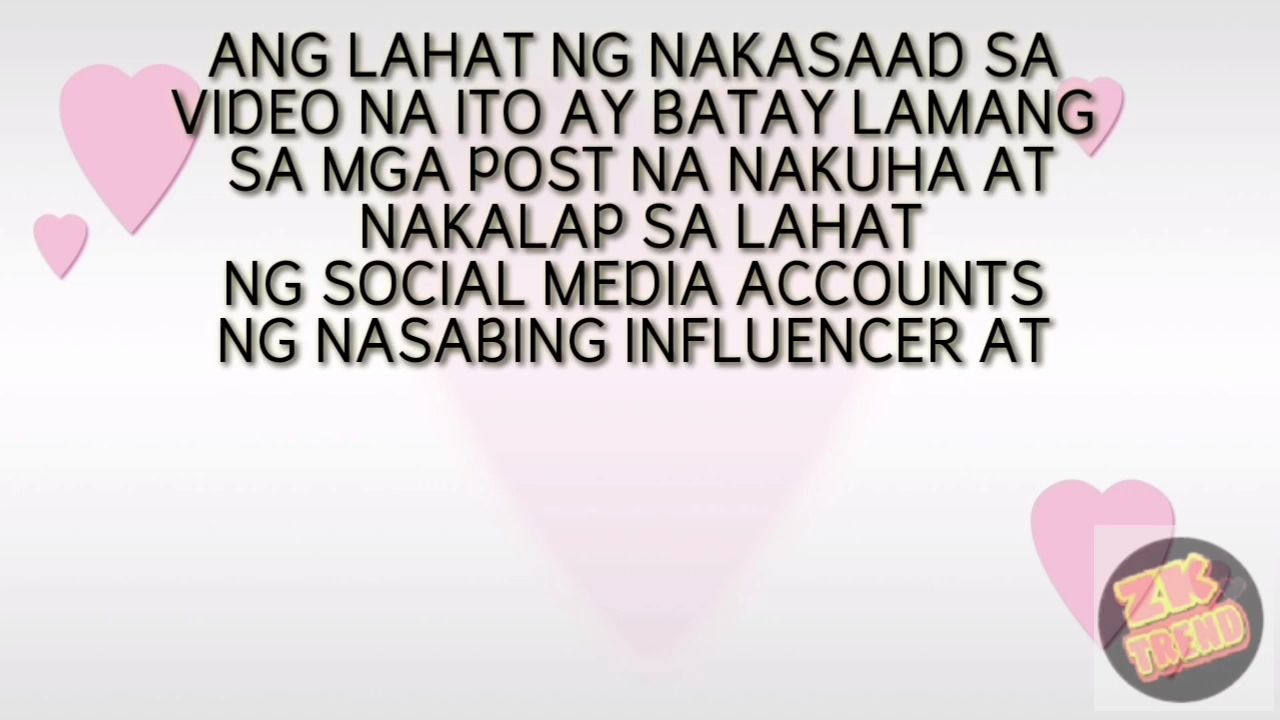 ANG LAHAT NG NAKASAAD SA
VIDEO NA ITO AY BATAY LAMANG
SA MGA POST NA NAKUHA AT
NAKALAP SA LAHAT
NG SOCIAL MEDIA ACCOUNTS
NG NASABING INFLUENCER AT
ZK
TREND